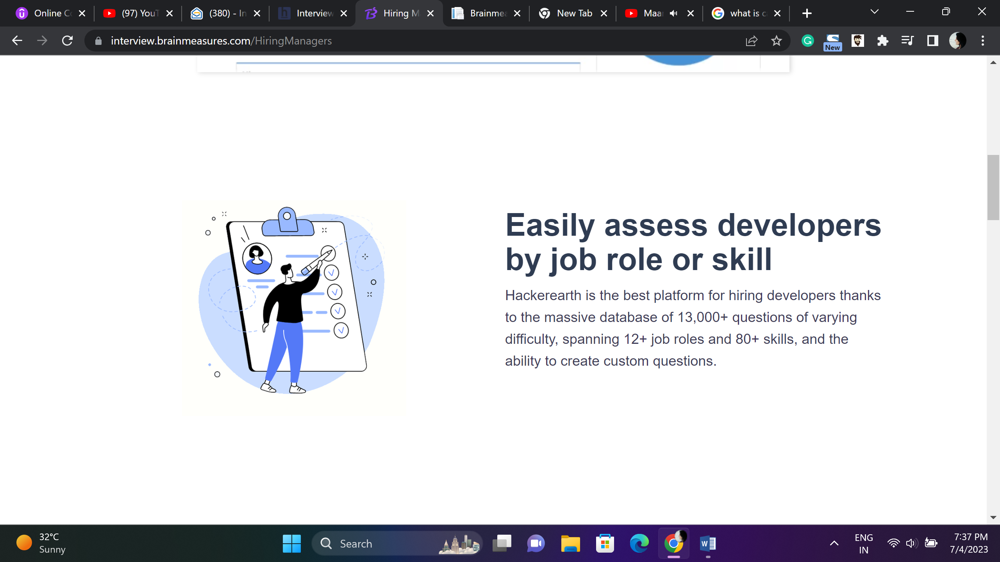 Online C
(97) YouT
(380) - In
Interview
Hiring M
Brainmea
New Tab
Maa
what is c
interview.brainmeasures.com/HiringManagers
New
Easily assess developers
by job role or skill
Hackerearth is the best platform for hiring developers thanks
to the massive database of 13,000+ questions of varying
difficulty, spanning 12+ job roles and 80+ skills, and the
ability to create custom questions.
32°C
Sunny
Search
ENG
IN
7:37 PM
7/4/2023